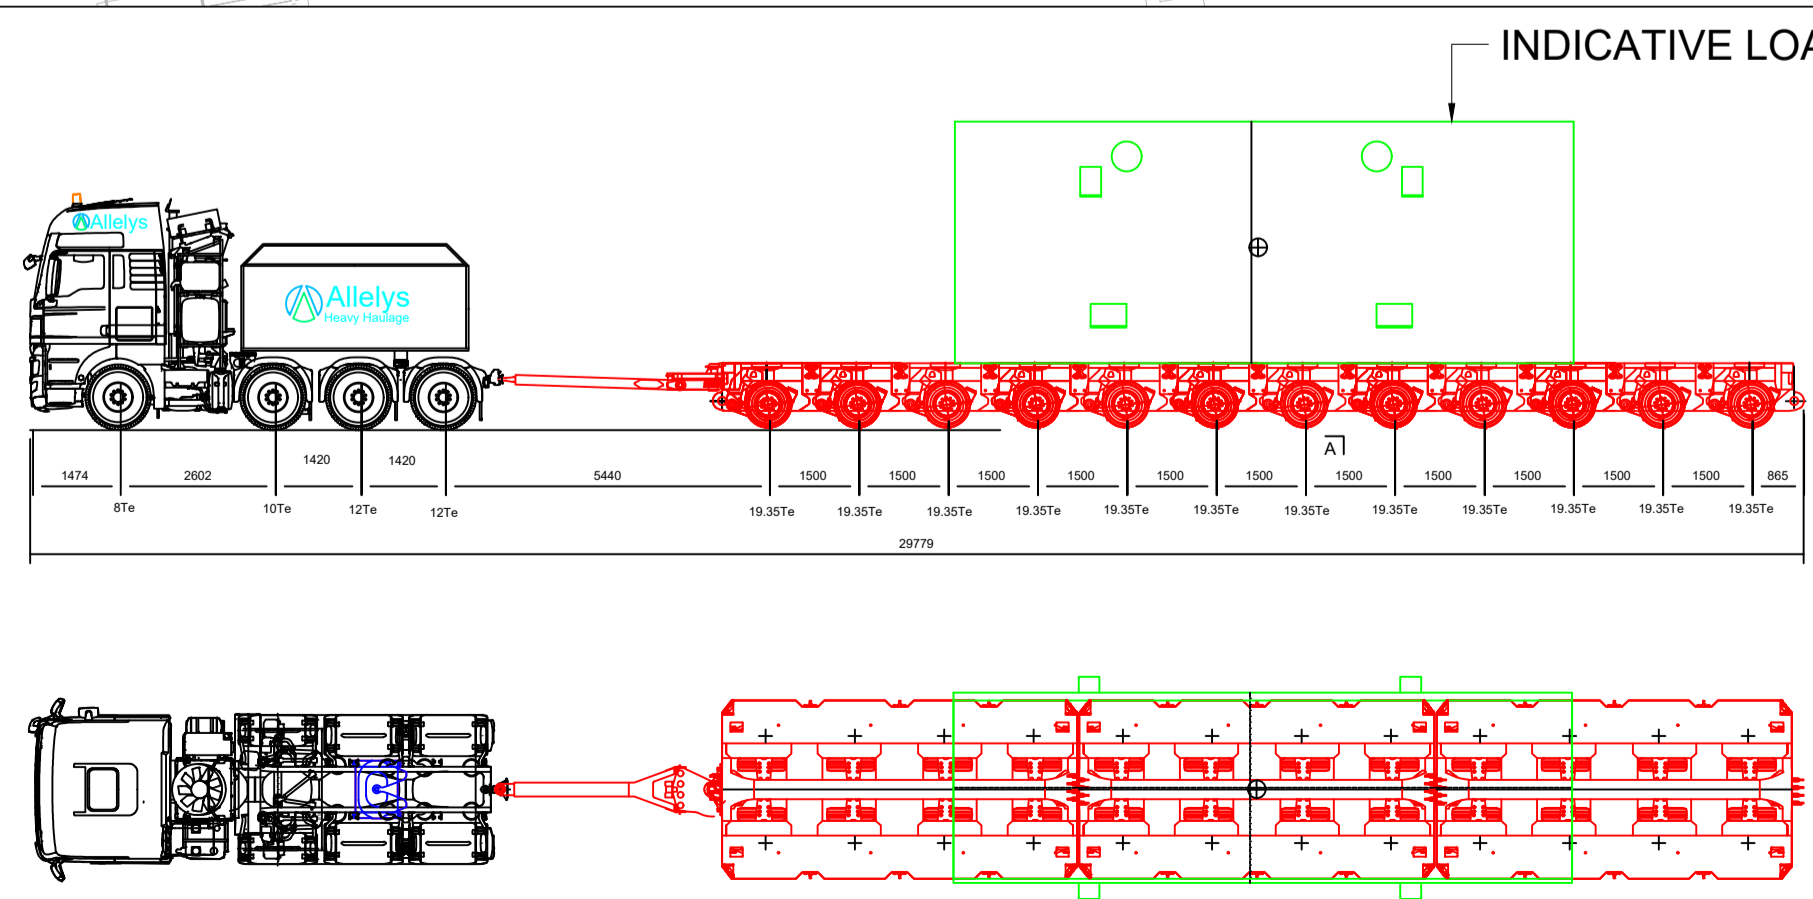 INDICATIVE LOA
Allelys
Allelys
Heavy Haulage
A
1474 2602 1420 1420 5440 1500 1500 1500 1500 1500 1500 1500 1500 1500 1500 1500 865
8Te 10Te 12Te 12Te 19.35Te 19.35Te 19.35Te 19.35Te 19.35Te 19.35Te 19.35Te 19.35Te 19.35Te 19.35Te 19.35Te 19.35Te
29779